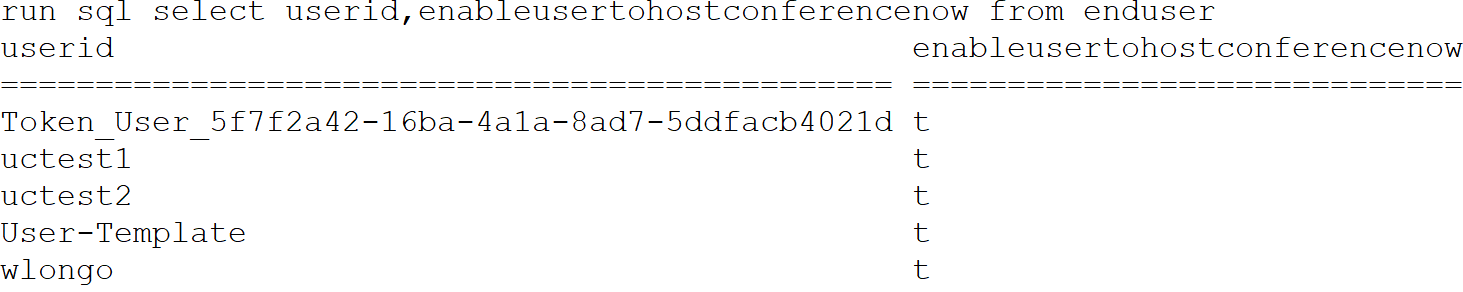 run sql select userid,enableusertohostconferencenow from enduser
userid enableusertohostconferencenow
=============================================== =============================
Token_User_5f7f2a42-16ba-4a1a-8ad7-5ddfacb4021d t
uctest1 t
uctest2 t
User-Template t
wlongo t